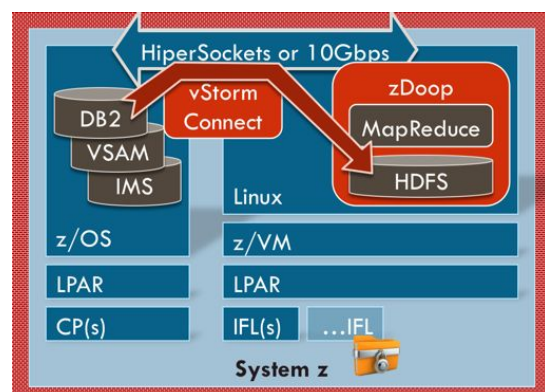 HiperSockets or 10Gbps
DB2
VSAM
IMS
z/OS
LPAR
CP(s)
vStorm
Connect
zDoop
MapReduce
HDFS
Linux
z/VM
LPAR
IFL(s)
...IFL
System z